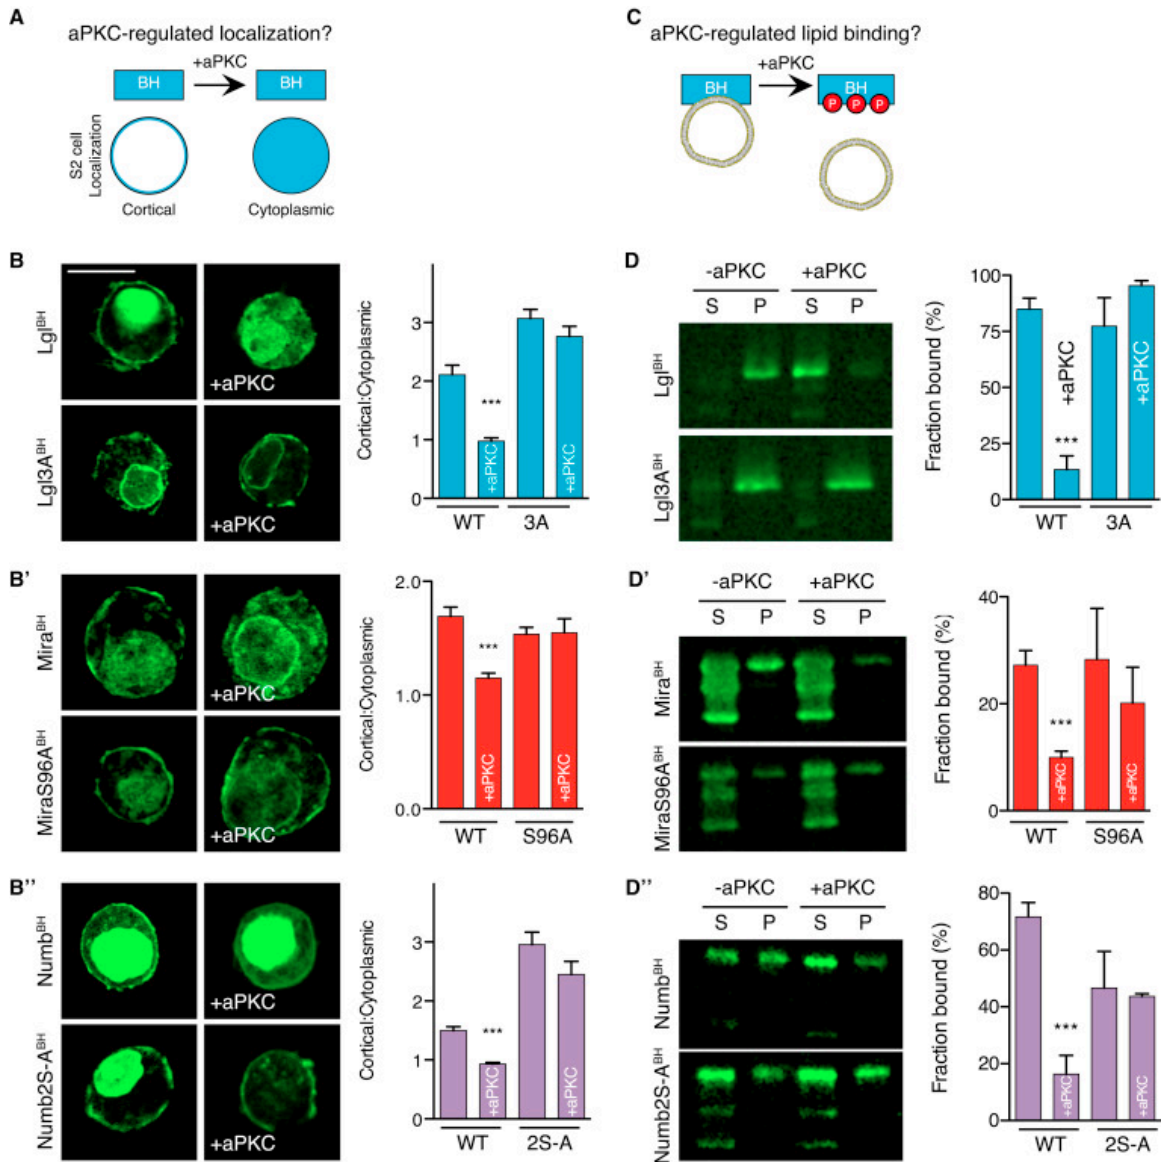 A
aPKC-regulated localization?
+aPKC
BH
BH
S2 cell
Localization
Cortical
Cytoplasmic
C
aPKC-regulated lipid binding?
+aPKC
BH
BH
P P P
B
Lgl^BH
+aPKC
Lgl3A^BH
+aPKC
Cortical:Cytoplasmic
3
2
1
0
***
+aPKC
+aPKC
WT
3A
D
-aPKC
+aPKC
S P S P
Lgl^BH
Lgl3A^BH
Fraction bound (%)
100
75
50
25
0
+aPKC
***
+aPKC
WT
3A
B'
Mira^BH
+aPKC
MiraS96A^BH
+aPKC
Cortical:Cytoplasmic
2.0
1.0
0.0
***
+aPKC
+aPKC
WT
S96A
D'
-aPKC
+aPKC
S P S P
Mira^BH
MiraS96A^BH
Fraction bound (%)
40
20
0
***
+aPKC
+aPKC
WT
S96A
B''
Numb^BH
+aPKC
Numb2S-A^BH
+aPKC
Cortical:Cytoplasmic
3
2
1
0
***
+aPKC
+aPKC
WT
2S-A
D''
-aPKC
+aPKC
S P S P
Numb^BH
Numb2S-A^BH
Fraction bound (%)
80
60
40
20
0
***
+aPKC
+aPKC
WT
2S-A